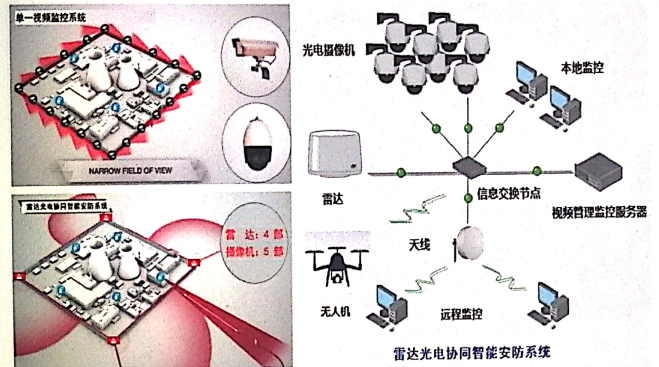 单一视频监控系统
NARROW FIELD OF VIEW
雷达光电协同智能安防系统
雷 达：4 部
摄像机：5 部
光电摄像机
本地监控
雷达
信息交换节点
视频管理监控服务器
天线
无人机
远程监控
雷达光电协同智能安防系统